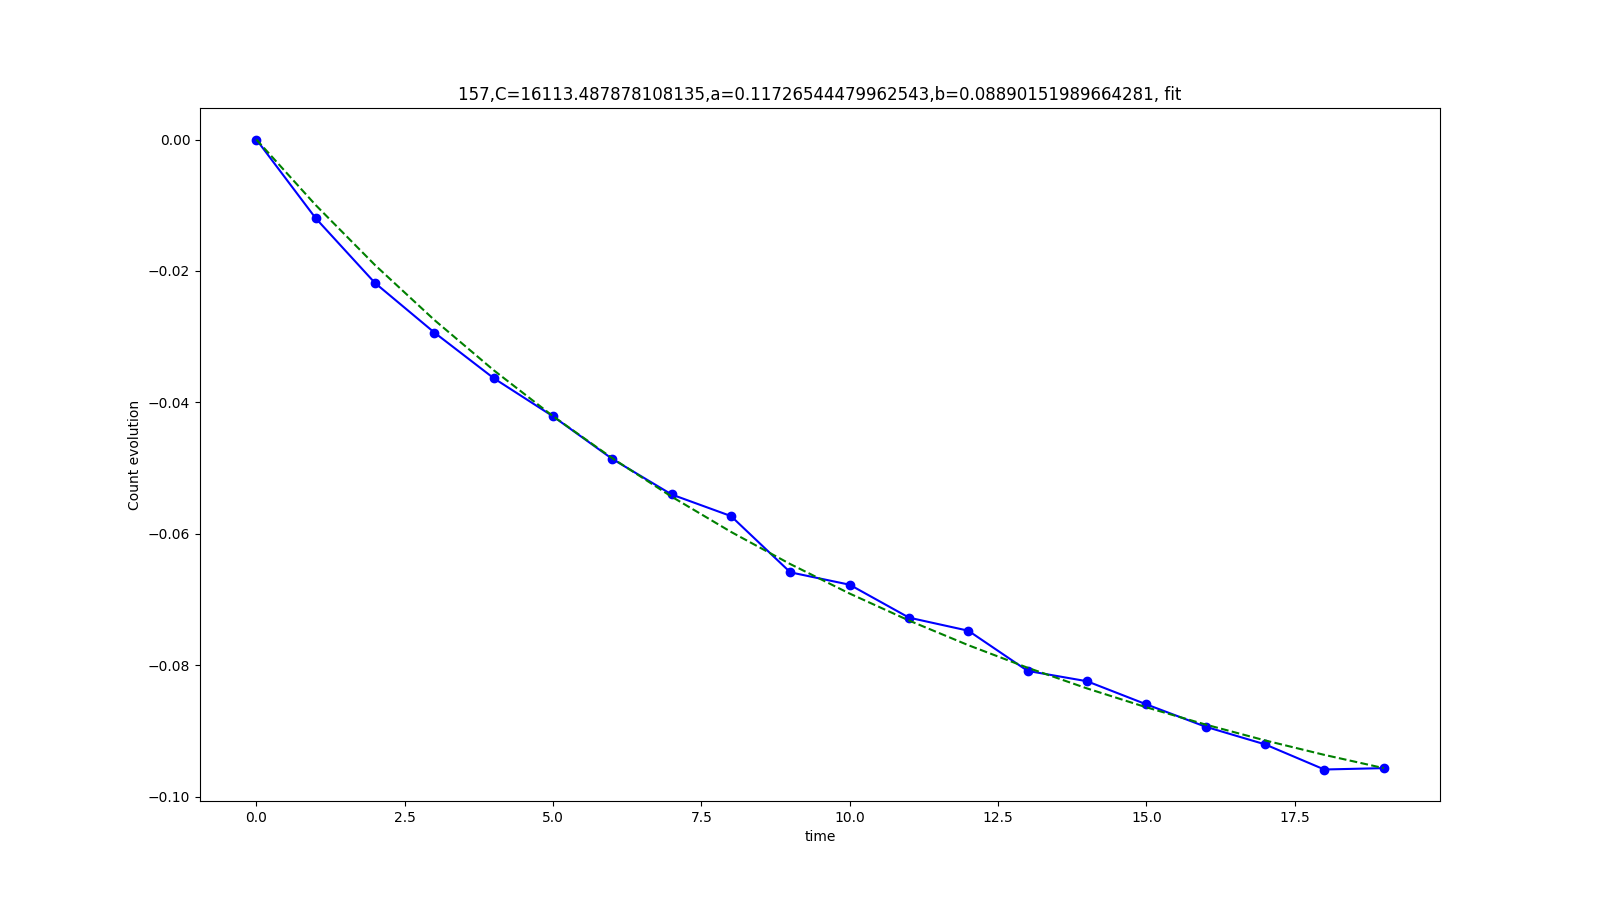 157,C=16113.487878108135,a=0.11726544479962543,b=0.08890151989664281, fit
0.00
−0.02
−0.04
−0.06
−0.08
−0.10
Count evolution
0.0 2.5 5.0 7.5 10.0 12.5 15.0 17.5
time